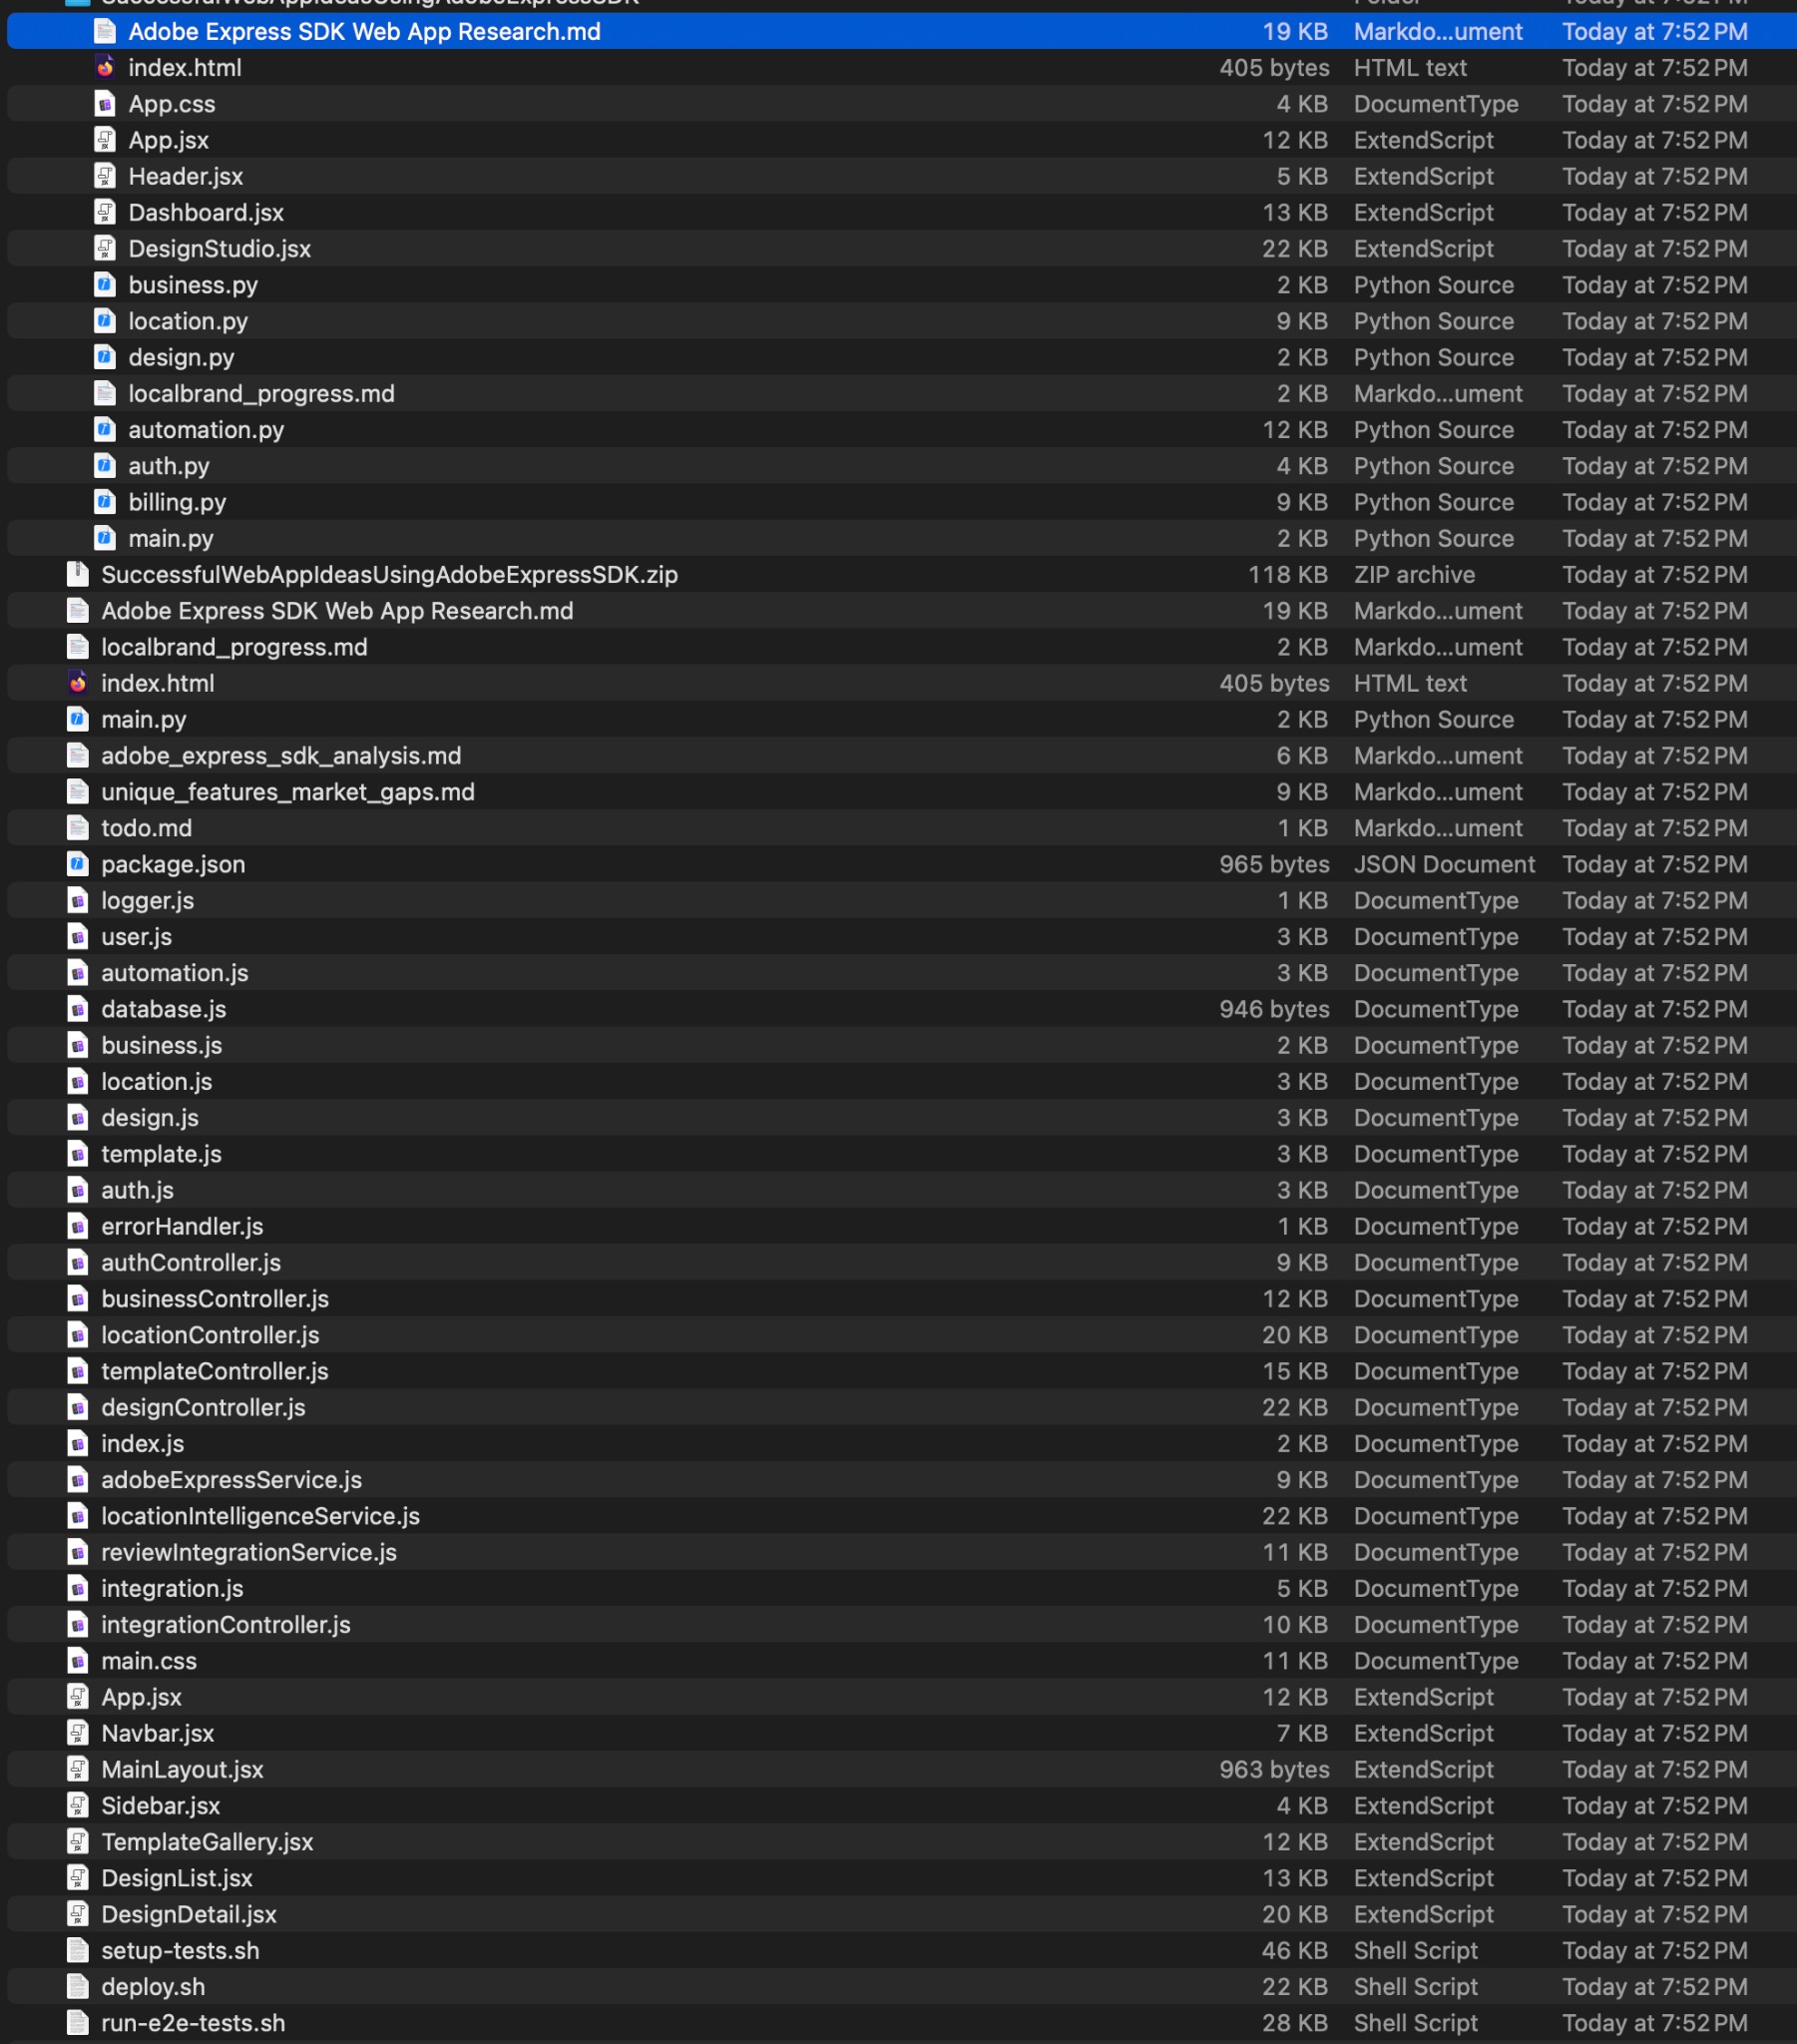 SuccessfulWebAppIdeasUsingAdobeExpressSDK Folder Today at 7:52 PM
Adobe Express SDK Web App Research.md 19 KB Markdo...ument Today at 7:52 PM
index.html 405 bytes HTML text Today at 7:52 PM
App.css 4 KB DocumentType Today at 7:52 PM
App.jsx 12 KB ExtendScript Today at 7:52 PM
Header.jsx 5 KB ExtendScript Today at 7:52 PM
Dashboard.jsx 13 KB ExtendScript Today at 7:52 PM
DesignStudio.jsx 22 KB ExtendScript Today at 7:52 PM
business.py 2 KB Python Source Today at 7:52 PM
location.py 9 KB Python Source Today at 7:52 PM
design.py 2 KB Python Source Today at 7:52 PM
localbrand_progress.md 2 KB Markdo...ument Today at 7:52 PM
automation.py 12 KB Python Source Today at 7:52 PM
auth.py 4 KB Python Source Today at 7:52 PM
billing.py 9 KB Python Source Today at 7:52 PM
main.py 2 KB Python Source Today at 7:52 PM
SuccessfulWebAppIdeasUsingAdobeExpressSDK.zip 118 KB ZIP archive Today at 7:52 PM
Adobe Express SDK Web App Research.md 19 KB Markdo...ument Today at 7:52 PM
localbrand_progress.md 2 KB Markdo...ument Today at 7:52 PM
index.html 405 bytes HTML text Today at 7:52 PM
main.py 2 KB Python Source Today at 7:52 PM
adobe_express_sdk_analysis.md 6 KB Markdo...ument Today at 7:52 PM
unique_features_market_gaps.md 9 KB Markdo...ument Today at 7:52 PM
todo.md 1 KB Markdo...ument Today at 7:52 PM
package.json 965 bytes JSON Document Today at 7:52 PM
logger.js 1 KB DocumentType Today at 7:52 PM
user.js 3 KB DocumentType Today at 7:52 PM
automation.js 3 KB DocumentType Today at 7:52 PM
database.js 946 bytes DocumentType Today at 7:52 PM
business.js 2 KB DocumentType Today at 7:52 PM
location.js 3 KB DocumentType Today at 7:52 PM
design.js 3 KB DocumentType Today at 7:52 PM
template.js 3 KB DocumentType Today at 7:52 PM
auth.js 3 KB DocumentType Today at 7:52 PM
errorHandler.js 1 KB DocumentType Today at 7:52 PM
authController.js 9 KB DocumentType Today at 7:52 PM
businessController.js 12 KB DocumentType Today at 7:52 PM
locationController.js 20 KB DocumentType Today at 7:52 PM
templateController.js 15 KB DocumentType Today at 7:52 PM
designController.js 22 KB DocumentType Today at 7:52 PM
index.js 2 KB DocumentType Today at 7:52 PM
adobeExpressService.js 9 KB DocumentType Today at 7:52 PM
locationIntelligenceService.js 22 KB DocumentType Today at 7:52 PM
reviewIntegrationService.js 11 KB DocumentType Today at 7:52 PM
integration.js 5 KB DocumentType Today at 7:52 PM
integrationController.js 10 KB DocumentType Today at 7:52 PM
main.css 11 KB DocumentType Today at 7:52 PM
App.jsx 12 KB ExtendScript Today at 7:52 PM
Navbar.jsx 7 KB ExtendScript Today at 7:52 PM
MainLayout.jsx 963 bytes ExtendScript Today at 7:52 PM
Sidebar.jsx 4 KB ExtendScript Today at 7:52 PM
TemplateGallery.jsx 12 KB ExtendScript Today at 7:52 PM
DesignList.jsx 13 KB ExtendScript Today at 7:52 PM
DesignDetail.jsx 20 KB ExtendScript Today at 7:52 PM
setup-tests.sh 46 KB Shell Script Today at 7:52 PM
deploy.sh 22 KB Shell Script Today at 7:52 PM
run-e2e-tests.sh 28 KB Shell Script Today at 7:52 PM